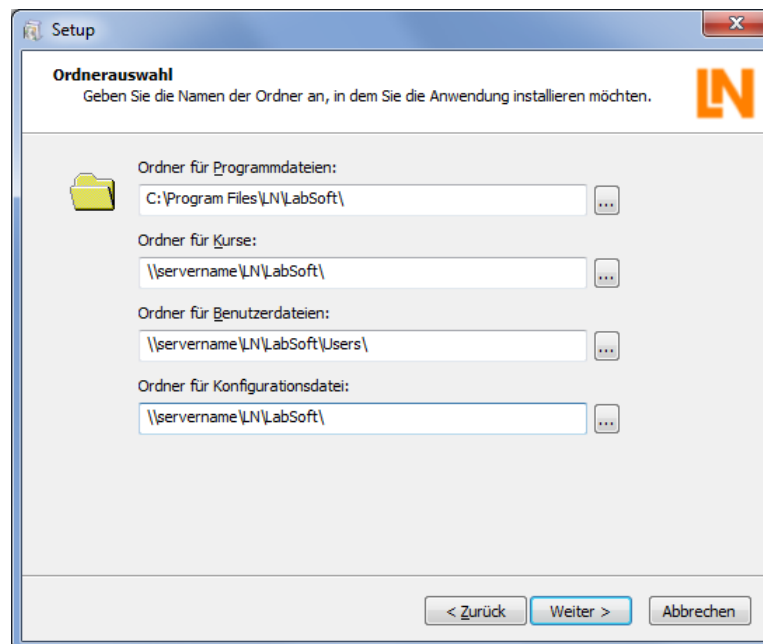 Setup
Ordnerauswahl
Geben Sie die Namen der Ordner an, in dem Sie die Anwendung installieren möchten.
LN
Ordner für Programmdateien:
C:\Program Files\LN\LabSoft\
...
Ordner für Kurse:
\\servername\LN\LabSoft\
...
Ordner für Benutzerdateien:
\\servername\LN\LabSoft\Users\
...
Ordner für Konfigurationsdatei:
\\servername\LN\LabSoft\
...
< Zurück Weiter > Abbrechen